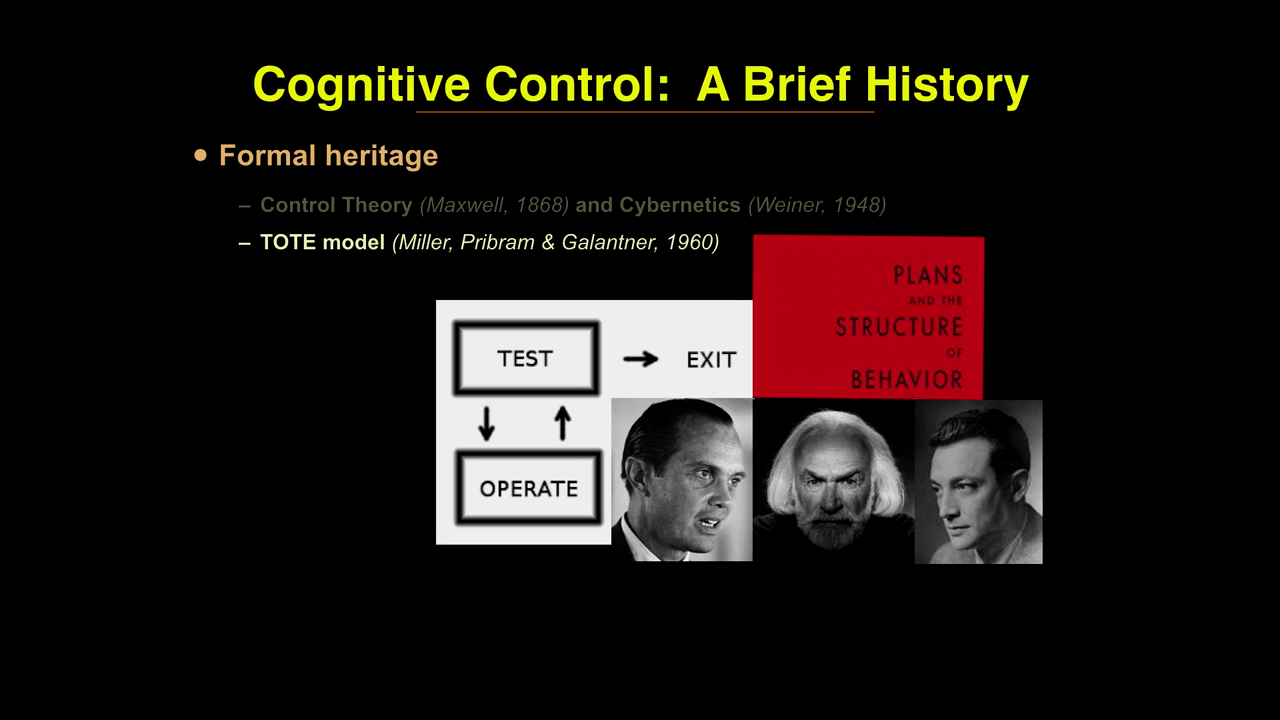 Cognitive Control:  A Brief History
• Formal heritage
– Control Theory (Maxwell, 1868) and Cybernetics (Weiner, 1948)
– TOTE model (Miller, Pribram & Galantner, 1960)
PLANS
AND THE
STRUCTURE
OF
BEHAVIOR
TEST
EXIT
OPERATE